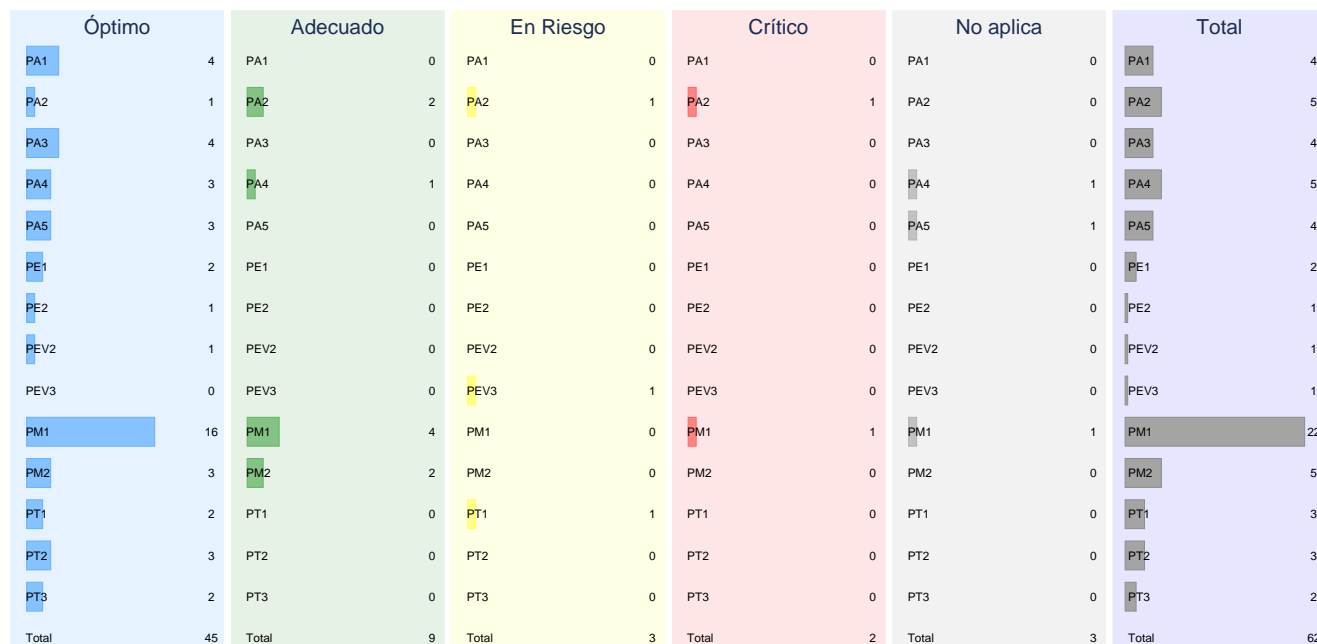 Óptimo Adecuado En Riesgo Crítico No aplica Total
PA1 4 PA1 0 PA1 0 PA1 0 PA1 0 PA1 4
PA2 1 PA2 2 PA2 1 PA2 1 PA2 0 PA2 5
PA3 4 PA3 0 PA3 0 PA3 0 PA3 0 PA3 4
PA4 3 PA4 1 PA4 0 PA4 0 PA4 1 PA4 5
PA5 3 PA5 0 PA5 0 PA5 0 PA5 1 PA5 4
PE1 2 PE1 0 PE1 0 PE1 0 PE1 0 PE1 2
PE2 1 PE2 0 PE2 0 PE2 0 PE2 0 PE2 1
PEV2 1 PEV2 0 PEV2 0 PEV2 0 PEV2 0 PEV2 1
PEV3 0 PEV3 0 PEV3 1 PEV3 0 PEV3 0 PEV3 1
PM1 16 PM1 4 PM1 0 PM1 1 PM1 1 PM1 22
PM2 3 PM2 2 PM2 0 PM2 0 PM2 0 PM2 5
PT1 2 PT1 0 PT1 1 PT1 0 PT1 0 PT1 3
PT2 3 PT2 0 PT2 0 PT2 0 PT2 0 PT2 3
PT3 2 PT3 0 PT3 0 PT3 0 PT3 0 PT3 2
Total 45 Total 9 Total 3 Total 2 Total 3 Total 62